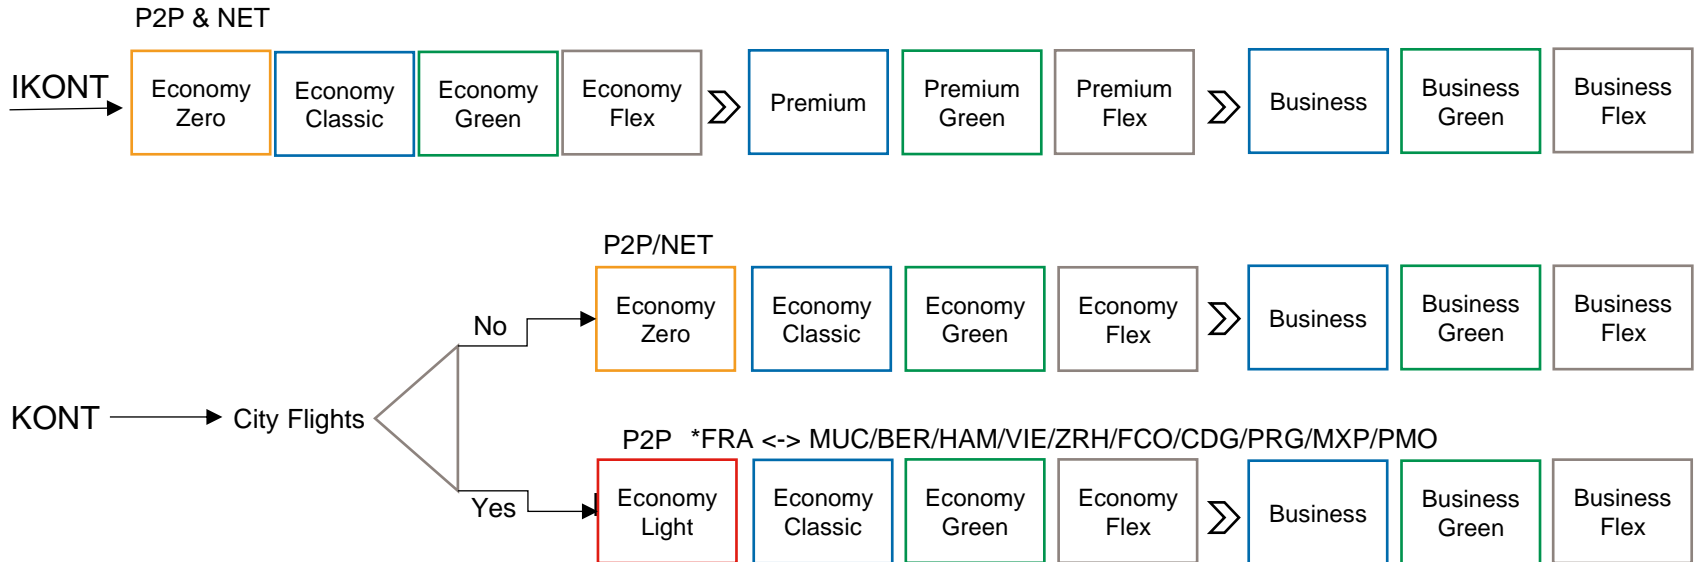 P2P & NET
IKONT
Economy Zero
Economy Classic
Economy Green
Economy Flex
Premium
Premium Green
Premium Flex
Business
Business Green
Business Flex
P2P/NET
No
Economy Zero
Economy Classic
Economy Green
Economy Flex
Business
Business Green
Business Flex
KONT
City Flights
P2P *FRA <-> MUC/BER/HAM/VIE/ZRH/FCO/CDG/PRG/MXP/PMO
Yes
Economy Light
Economy Classic
Economy Green
Economy Flex
Business
Business Green
Business Flex